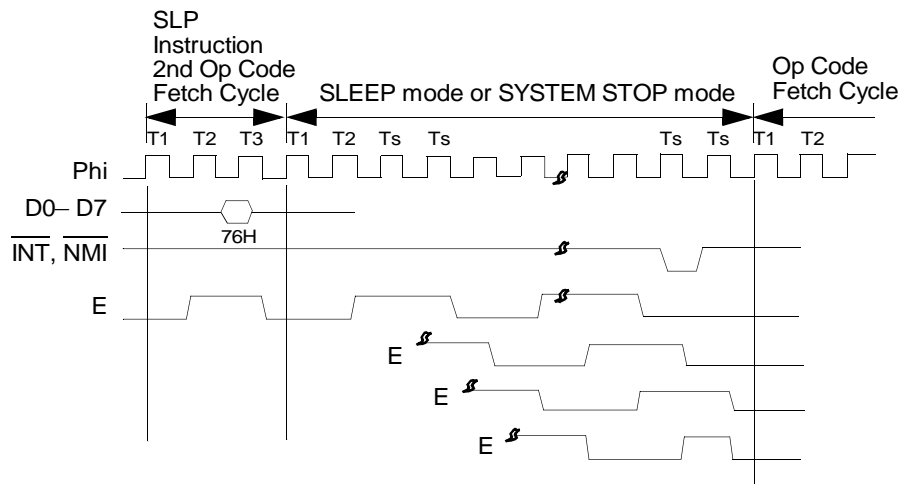 SLP
Instruction
2nd Op Code
Fetch Cycle
SLEEP mode or SYSTEM STOP mode
Op Code
Fetch Cycle
T1 T2 T3 T1 T2 Ts Ts Ts Ts T1 T2
Phi
D0– D7
76H
INT, NMI
E
E
E
E